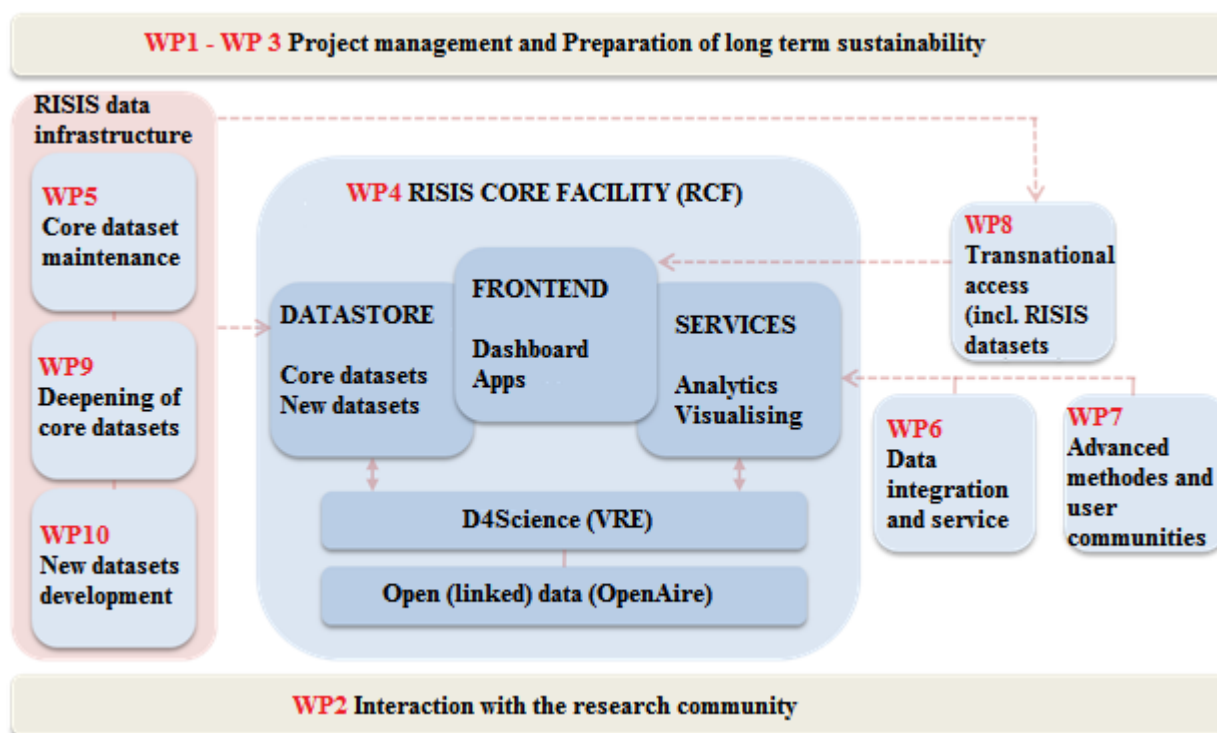 WP1 - WP 3 Project management and Preparation of long term sustainability
RISIS data
infrastructure
WP5
Core dataset
maintenance
WP9
Deepening of
core datasets
WP10
New datasets
development
WP4 RISIS CORE FACILITY (RCF)
DATASTORE
Core datasets
New datasets
FRONTEND
Dashboard
Apps
SERVICES
Analytics
Visualising
D4Science (VRE)
Open (linked) data (OpenAire)
WP8
Transnational
access
(incl. RISIS
datasets
WP6
Data
integration
and service
WP7
Advanced
methodes and
user
communities
WP2 Interaction with the research community